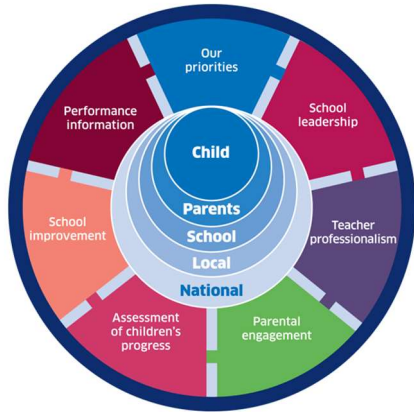 Our
priorities
School
leadership
Teacher
professionalism
Parental
engagement
Assessment
of children's
progress
School
improvement
Performance
information
Child
Parents
School
Local
National